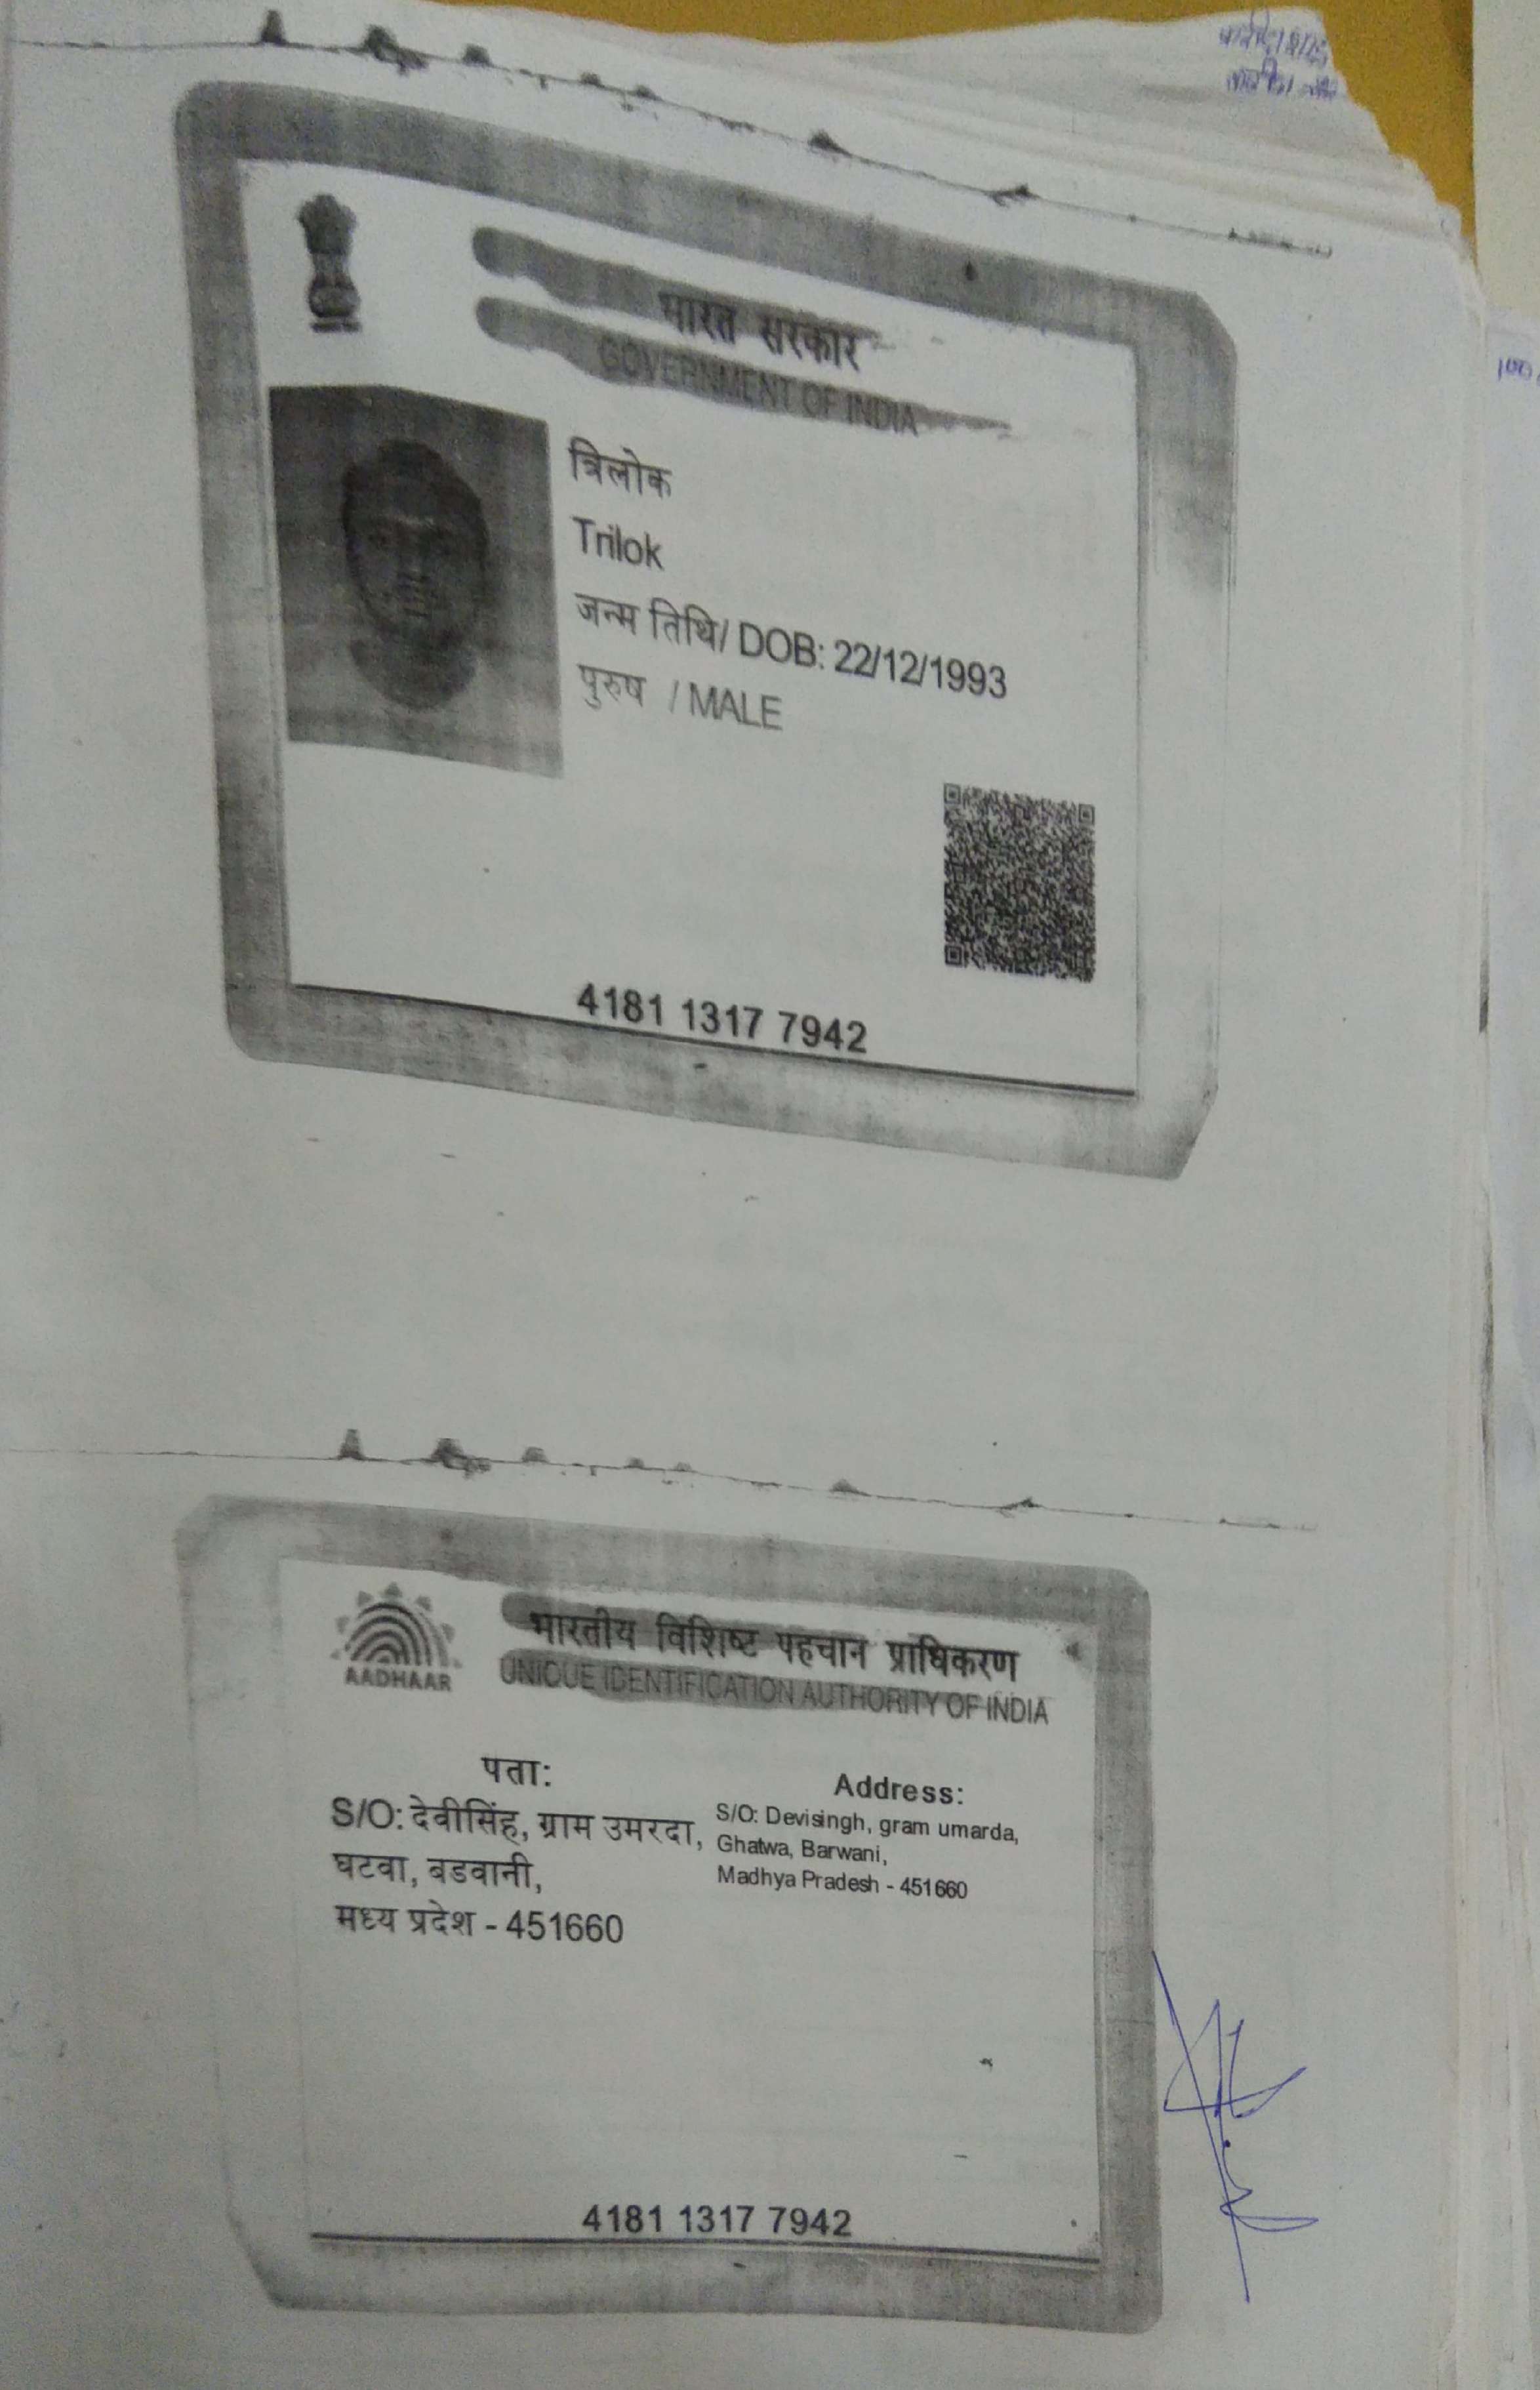 भारत सरकार
GOVERNMENT OF INDIA
त्रिलोक
Trilok
जन्म तिथि/ DOB: 22/12/1993
पुरुष / MALE
4181 1317 7942
AADHAAR
भारतीय विशिष्ट पहचान प्राधिकरण
UNIQUE IDENTIFICATION AUTHORITY OF INDIA
पता:
S/O: देवीसिंह, ग्राम उमरदा,
घटवा, बडवानी,
मध्य प्रदेश - 451660
Address:
S/O: Devisingh, gram umarda,
Ghatwa, Barwani,
Madhya Pradesh - 451660
4181 1317 7942